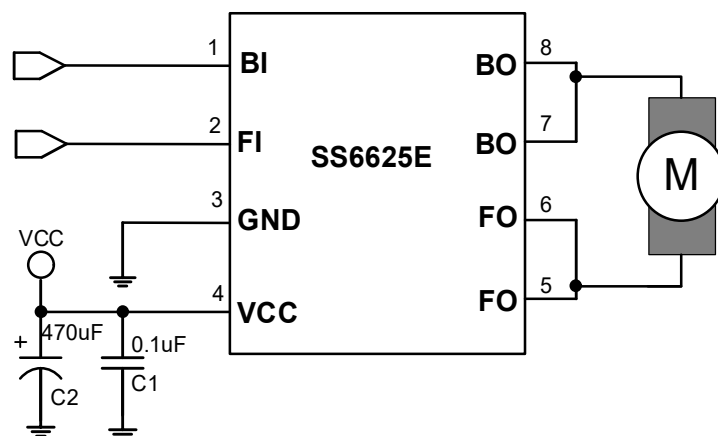 1 BI BO 8
2 FI BO 7
SS6625E
M
3 GND FO 6
VCC
4 VCC FO 5
+ 470uF
0.1uF
C2 C1